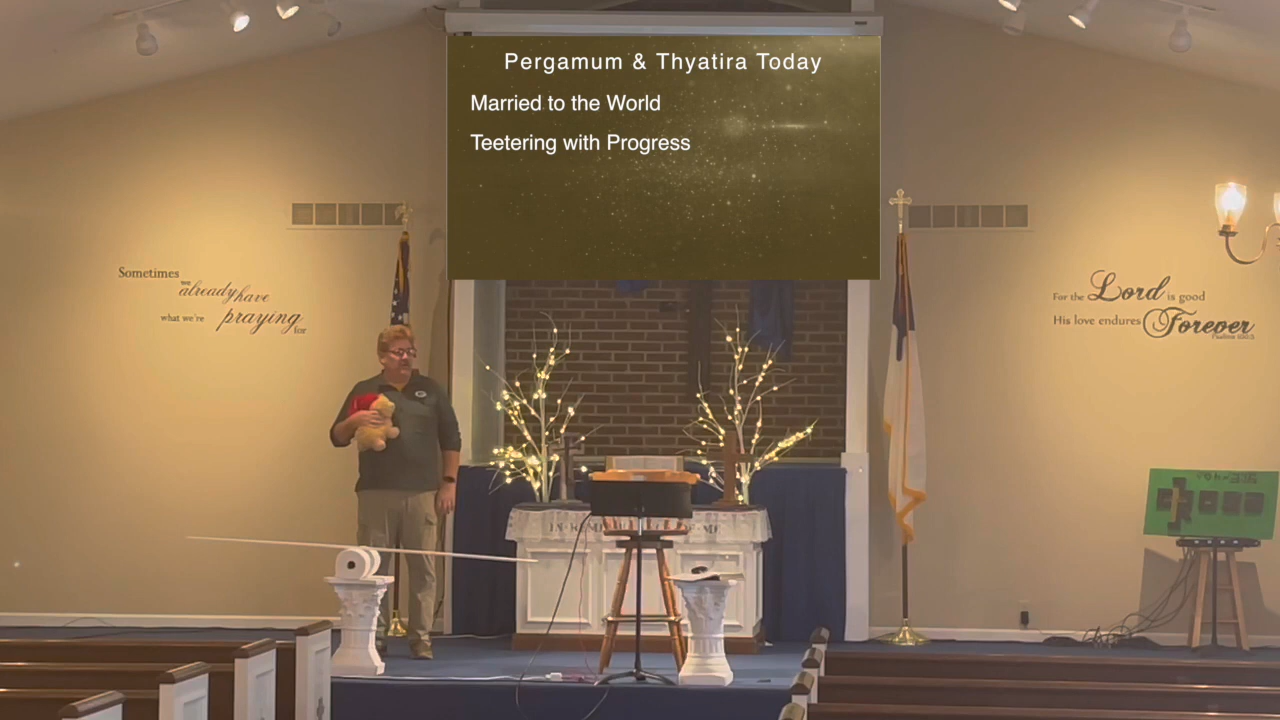 Pergamum & Thyatira Today
Married to the World
Teetering with Progress
Sometimes
we
already have
what we're praying
for
For the Lord is good
His love endures Forever